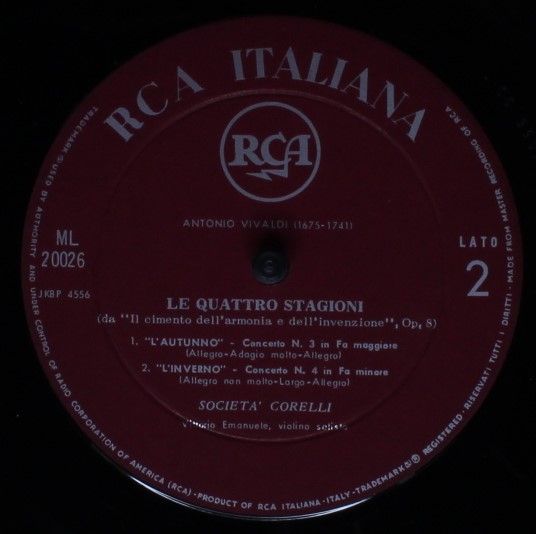 RCA ITALIANA
RCA
ANTONIO VIVALDI (1675-1741)
ML
20026
JKBP 4556
LATO
2
LE QUATTRO STAGIONI
(da "Il cimento dell'armonia e dell'invenzione", Op. 8)
1. "L'AUTUNNO" - Concerto N. 3 in Fa maggiore
(Allegro-Adagio molto-Allegro)
2. "L'INVERNO" - Concerto N. 4 in Fa minore
(Allegro non molto-Largo-Allegro)
SOCIETA' CORELLI
Vittorio Emanuele, violino solista
TRADEMARK ® USED BY AUTHORITY AND UNDER CONTROL OF RADIO CORPORATION OF AMERICA (RCA) - PRODUCT OF RCA ITALIANA - ITALY - TRADEMARKS ® REGISTERED. RISERVATI TUTTI I DIRITTI - MADE FROM MASTER RECORDING OF RCA